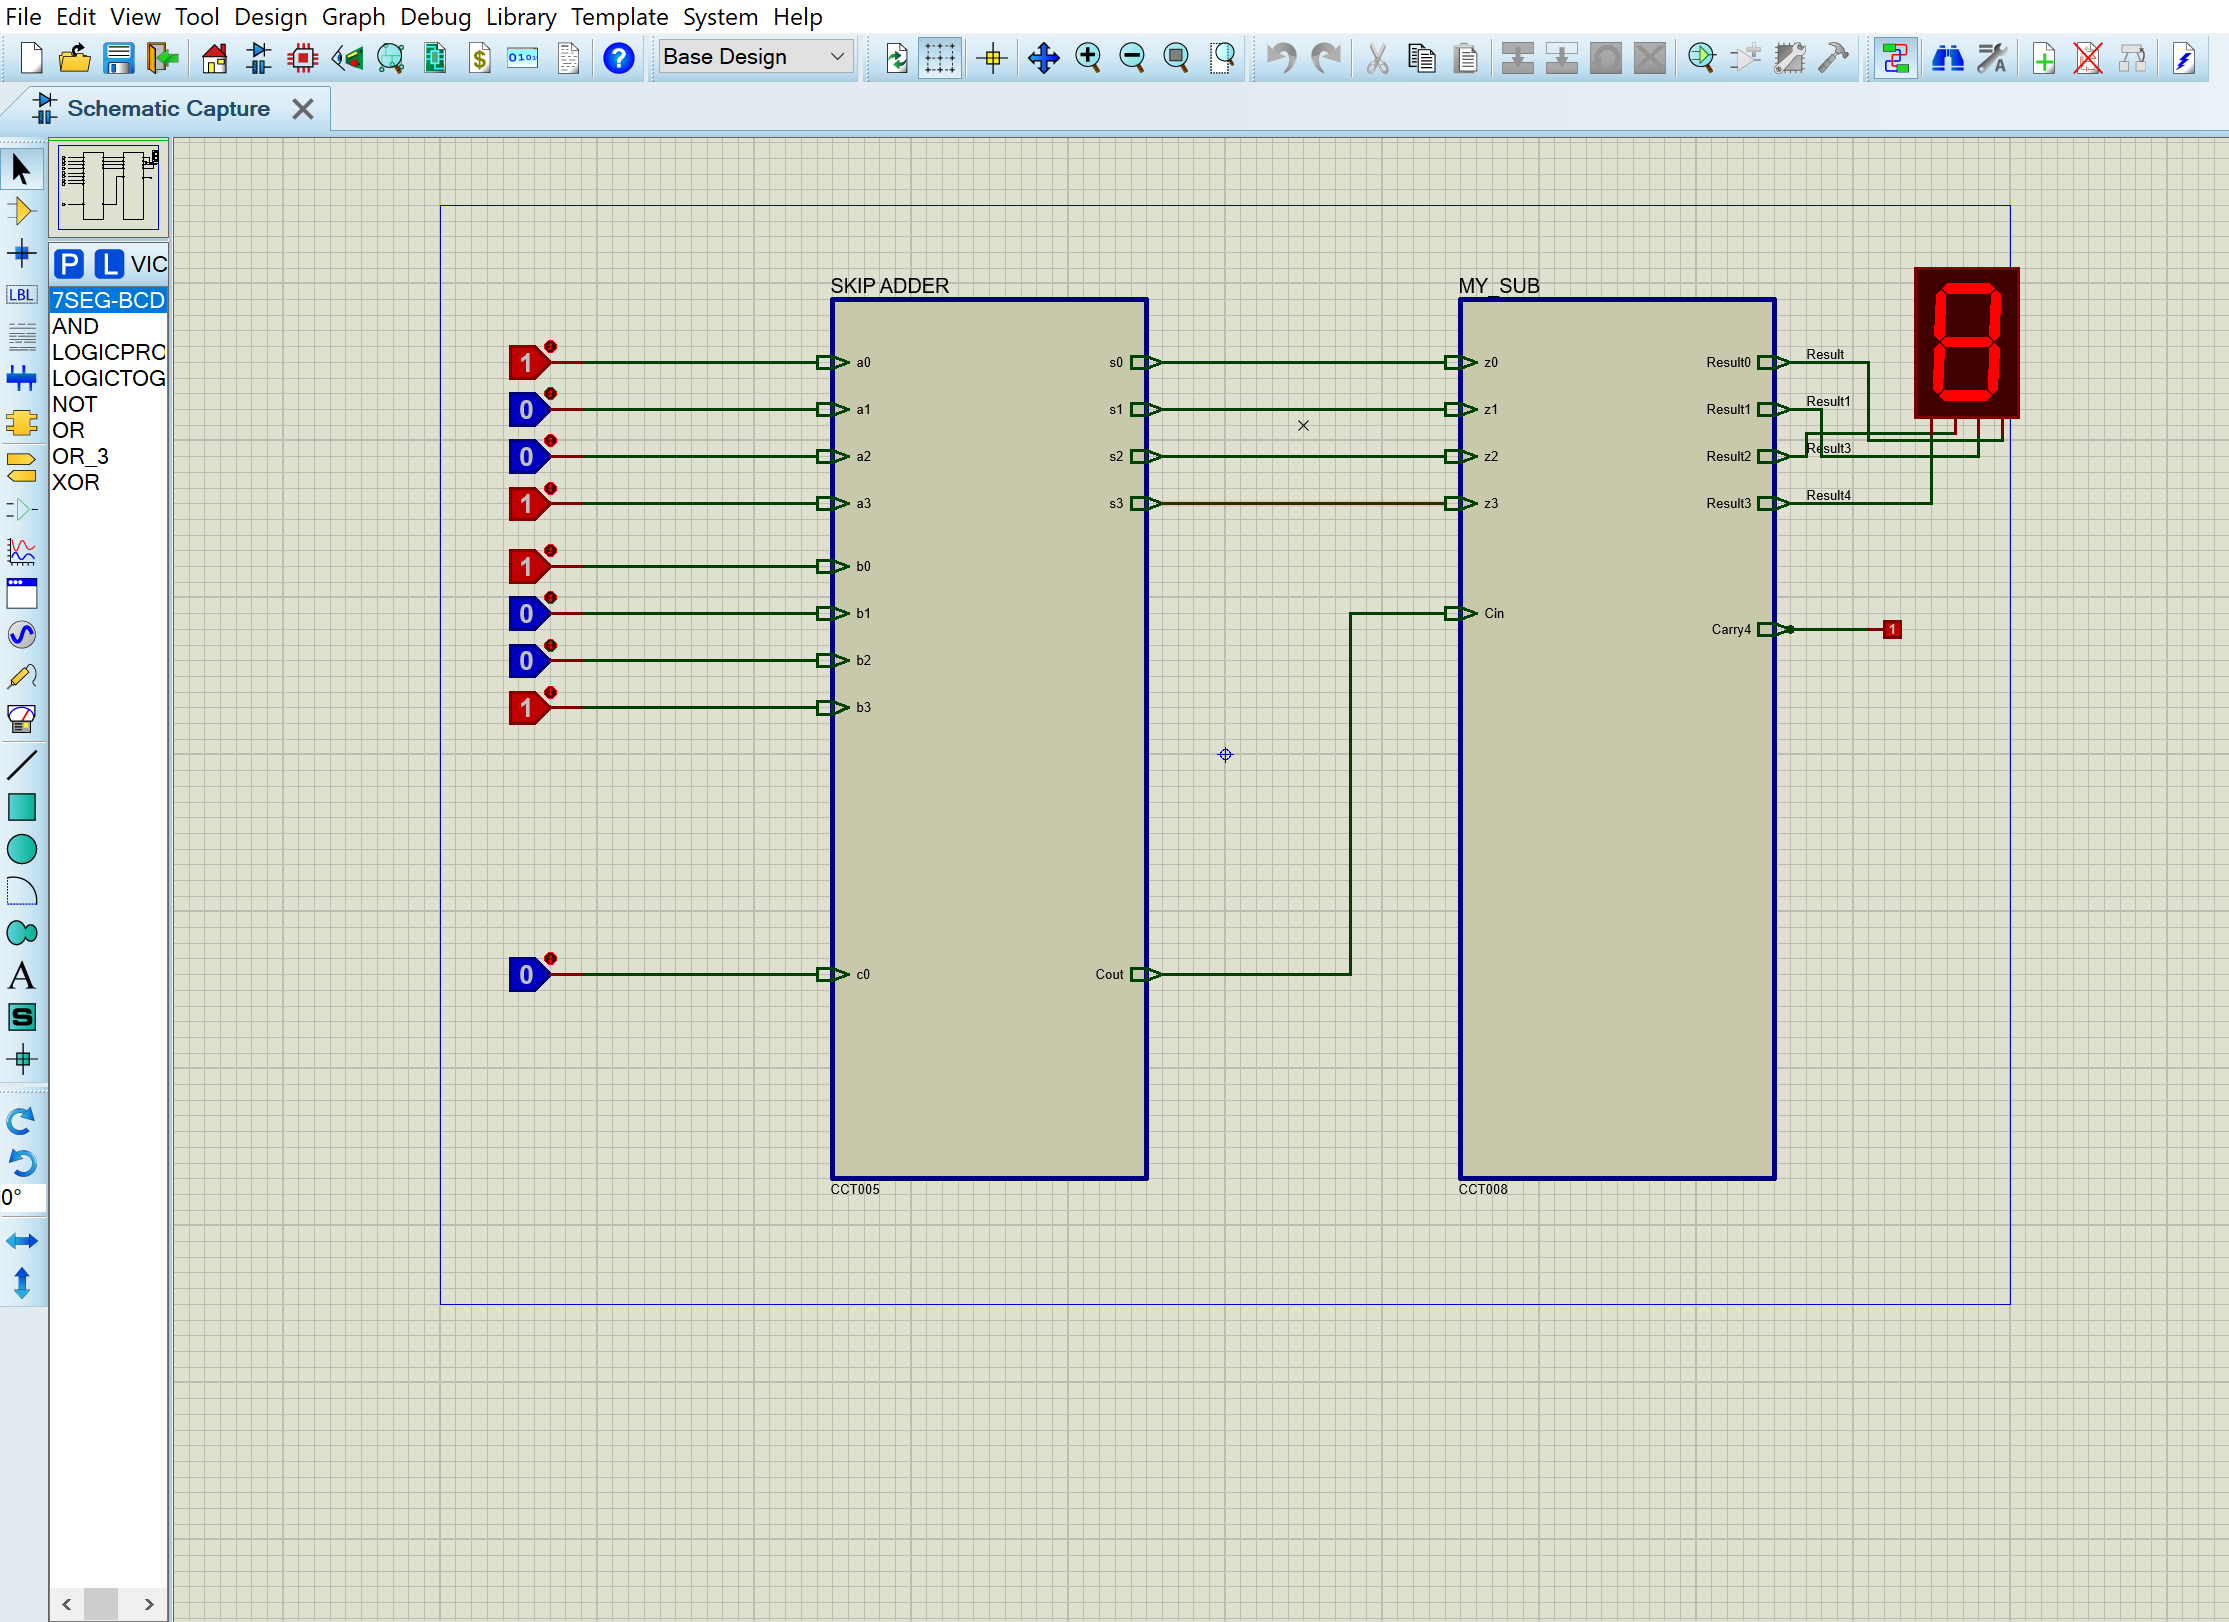 File Edit View Tool Design Graph Debug Library Template System Help
Base Design
Schematic Capture
P L VIC
LBL
7SEG-BCD
AND
LOGICPRO
LOGICTOG
NOT
OR
OR_3
XOR
A
S
0°
SKIP ADDER
MY_SUB
1 a0 s0 z0 Result0 Result
0 a1 s1 z1 Result1 Result1
0 a2 s2 z2 Result2 Result3
1 a3 s3 z3 Result3 Result4
1 b0
0 b1 Cin
Carry4 1
0 b2
1 b3
0 c0 Cout
CCT005
CCT008
8